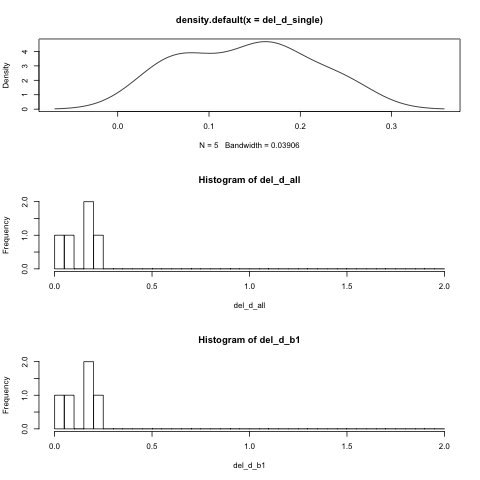 density.default(x = del_d_single)
Density
0 1 2 3 4
0.0 0.1 0.2 0.3
N = 5 Bandwidth = 0.03906
Histogram of del_d_all
Frequency
0.0 1.0 2.0
0.0 0.5 1.0 1.5 2.0
del_d_all
Histogram of del_d_b1
Frequency
0.0 1.0 2.0
0.0 0.5 1.0 1.5 2.0
del_d_b1